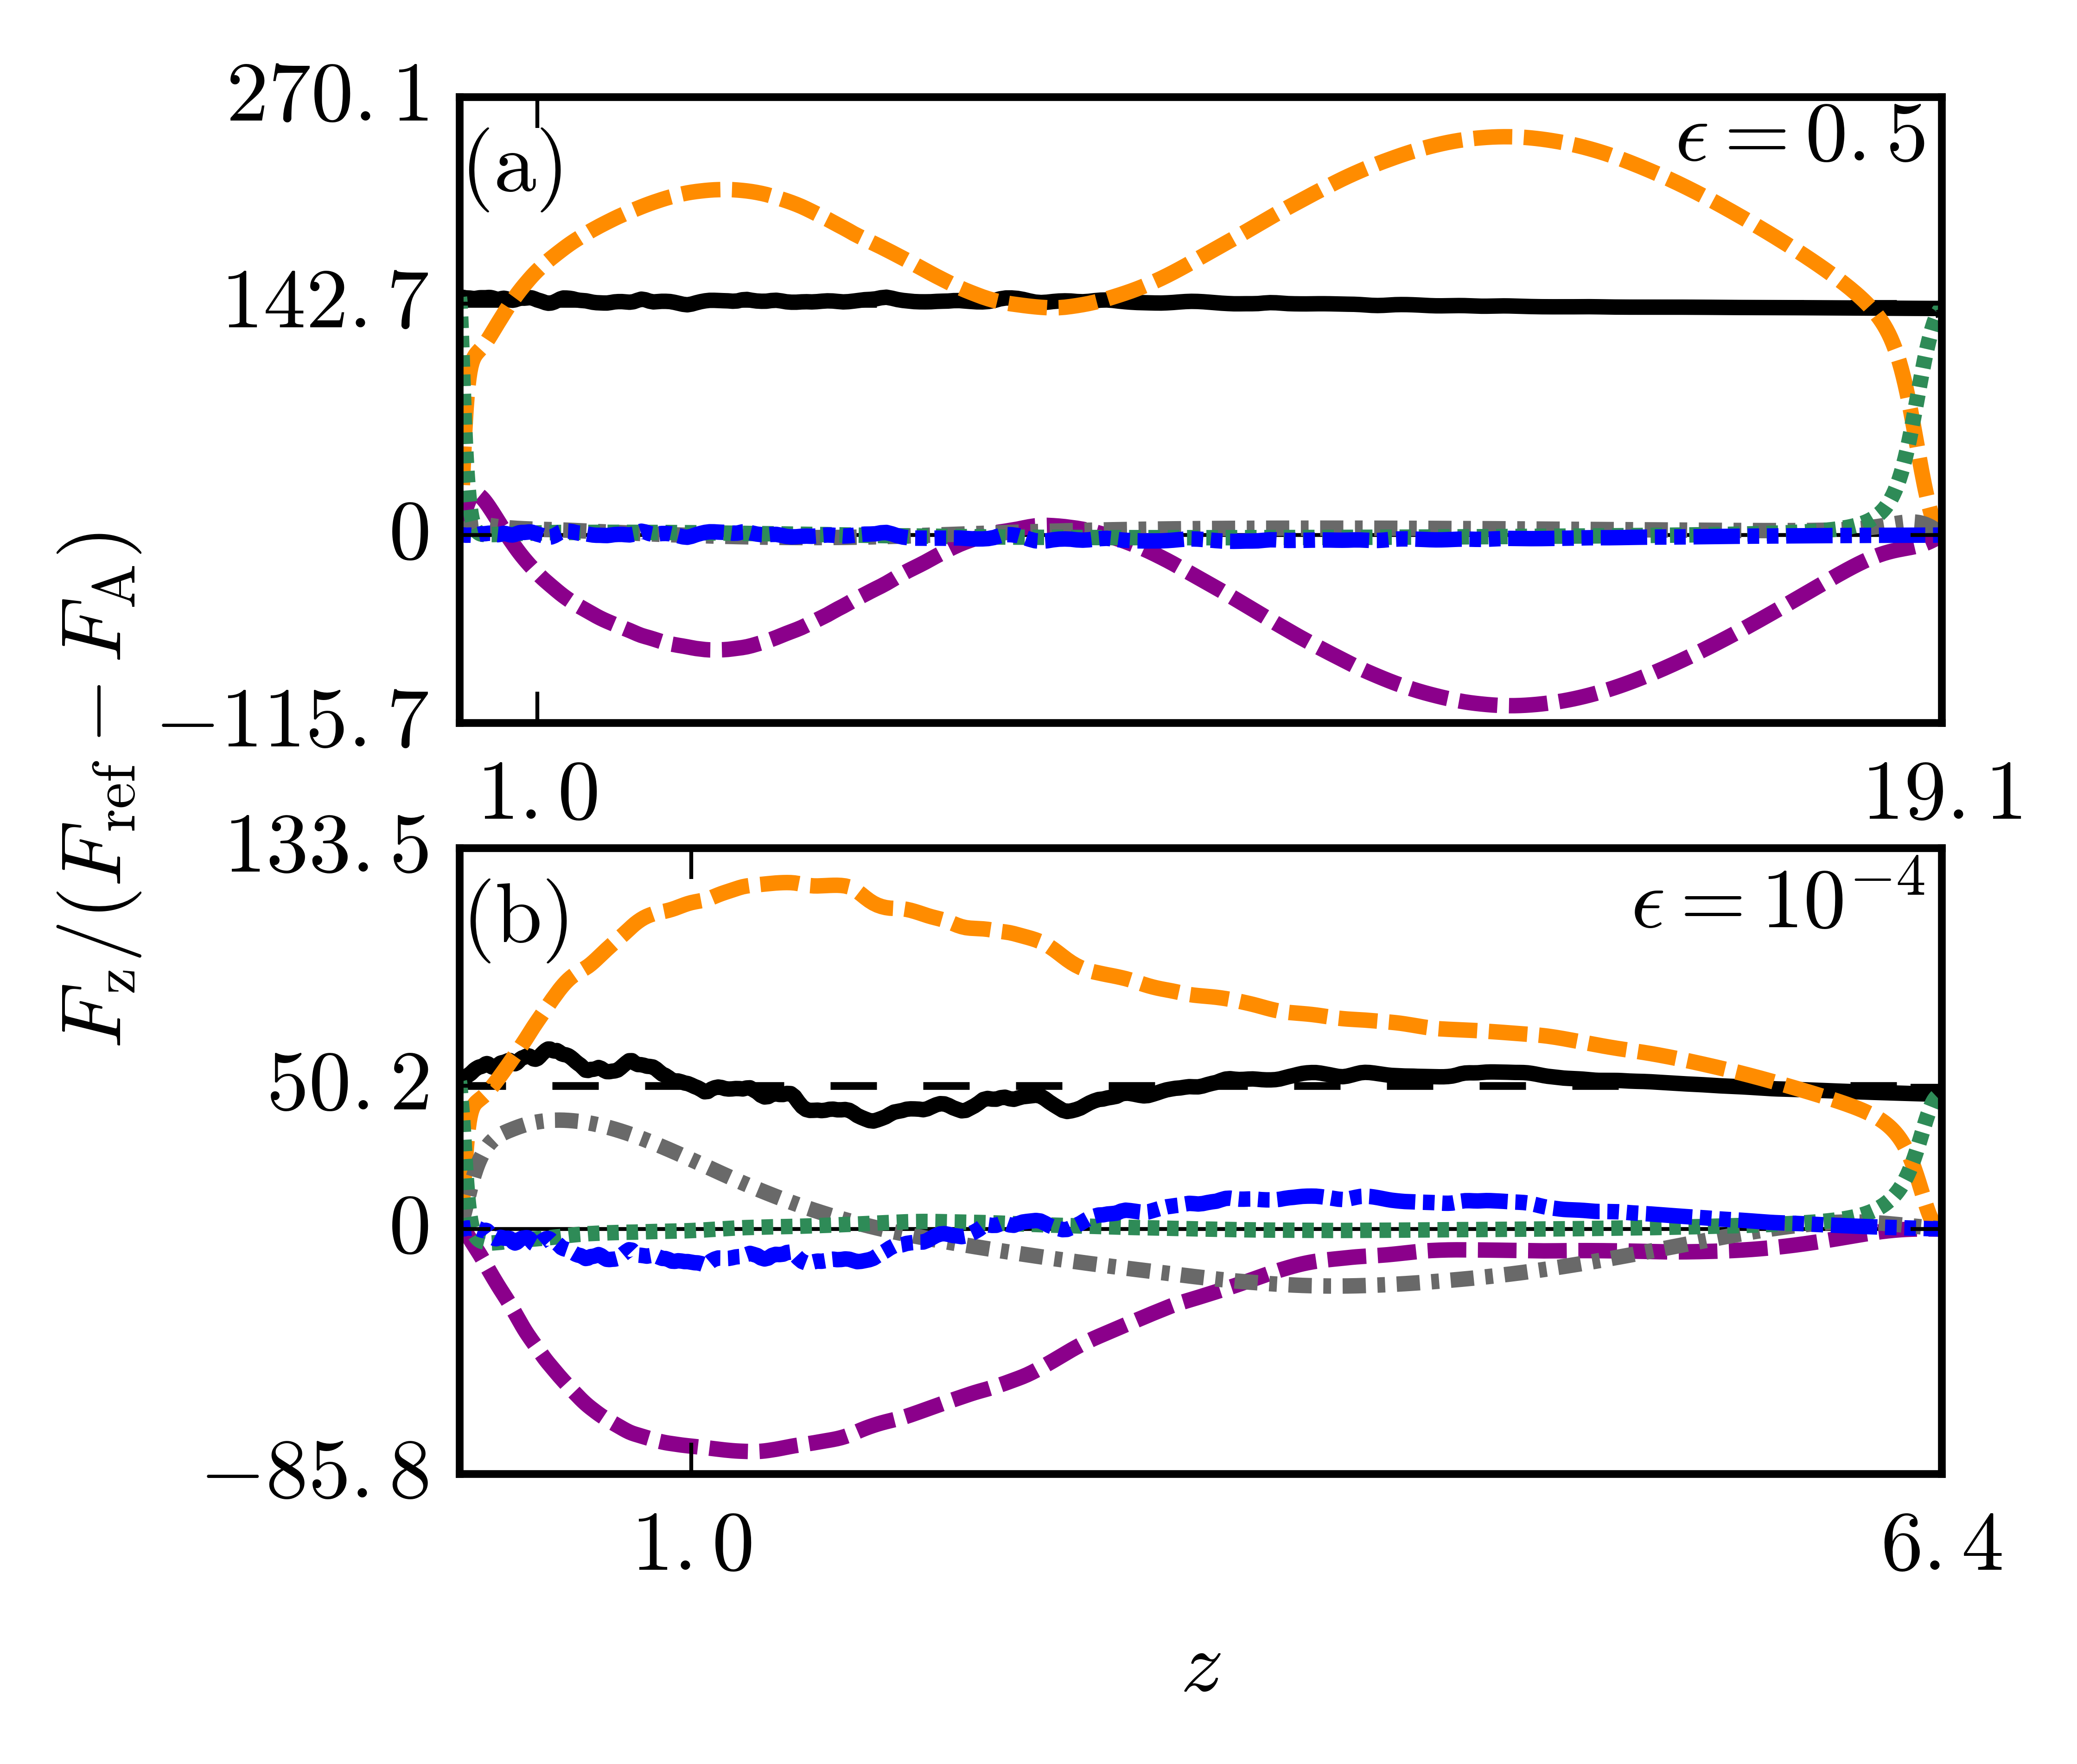 270.1
(a)
ϵ = 0.5
142.7
0
−115.7
1.0
19.1
F_z/(F_ref − F_A)
133.5
(b)
ϵ = 10^{−4}
50.2
0
−85.8
1.0
6.4
z